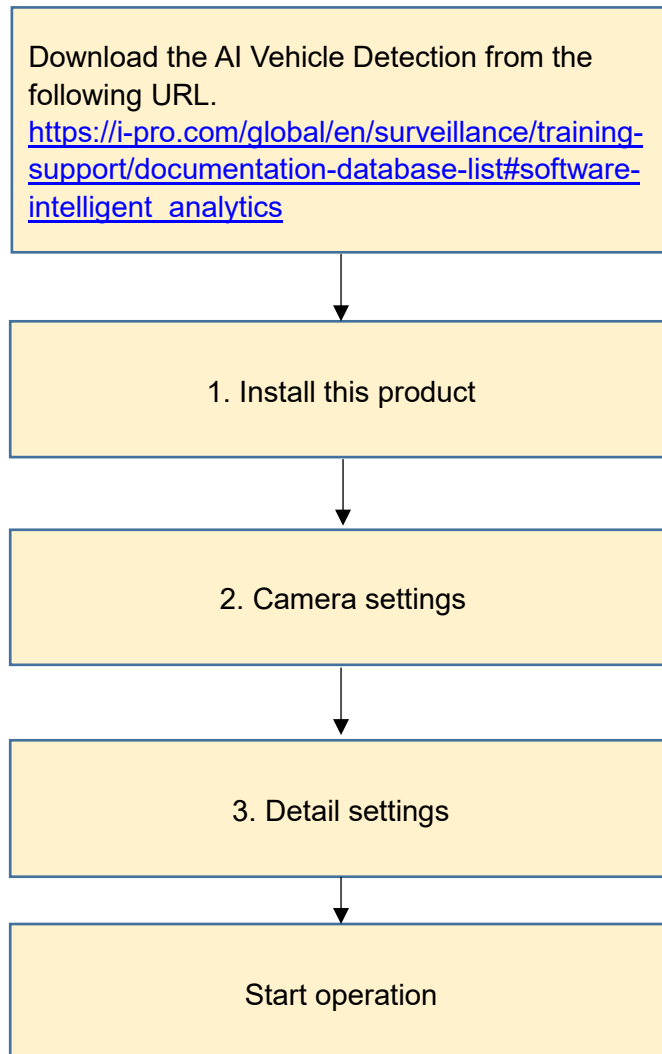 Download the AI Vehicle Detection from the
following URL.
https://i-pro.com/global/en/surveillance/training-
support/documentation-database-list#software-
intelligent_analytics
1. Install this product
2. Camera settings
3. Detail settings
Start operation